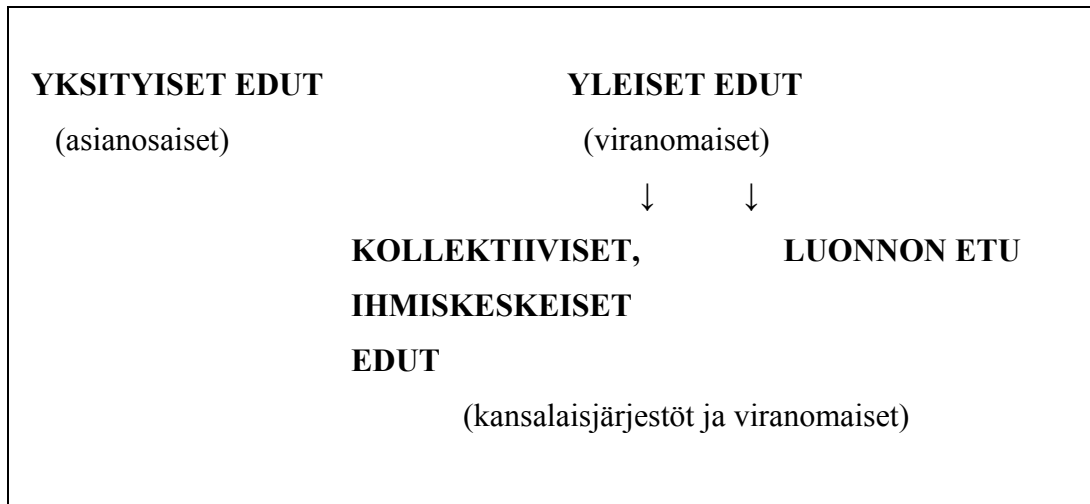 YKSITYISET EDUT YLEISET EDUT
(asianosaiset) (viranomaiset)
↓ ↓
KOLLEKTIIVISET, LUONNON ETU
IHMISKESKEISET
EDUT
(kansalaisjärjestöt ja viranomaiset)